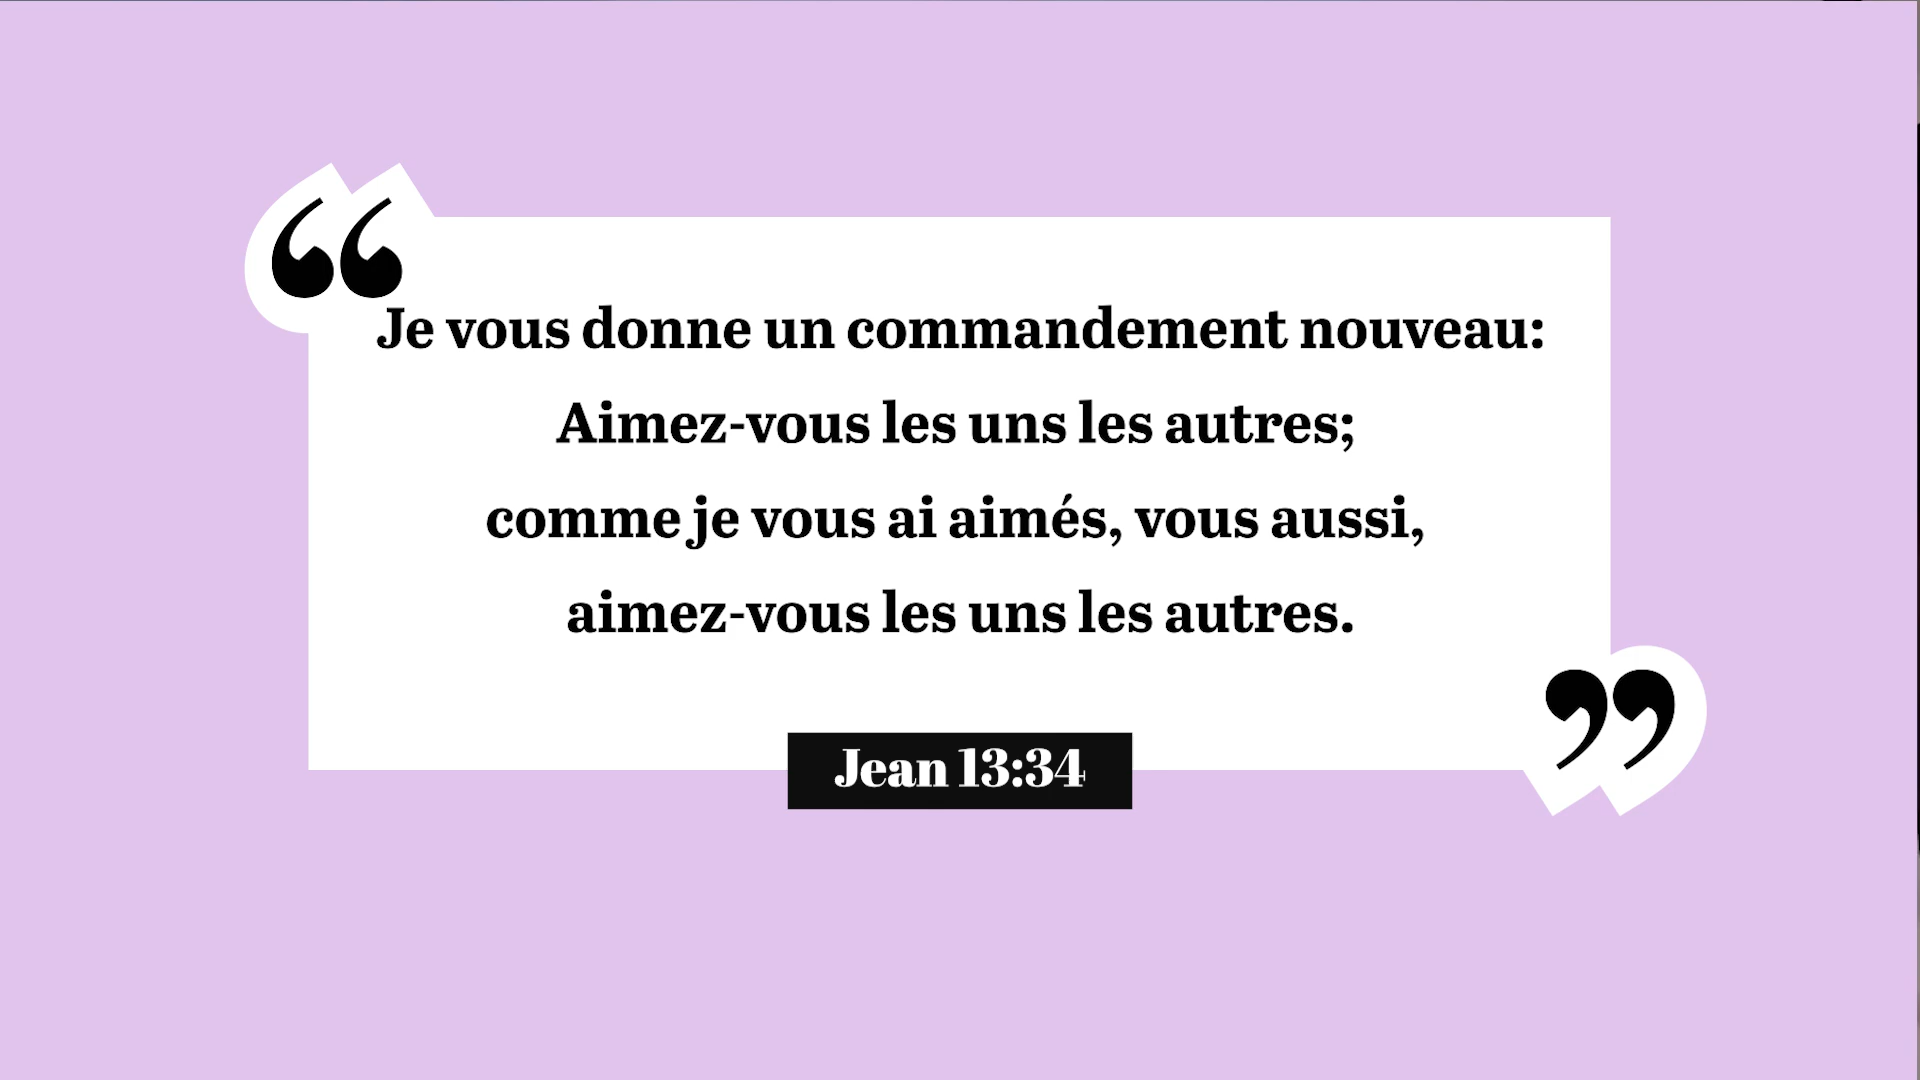 “
Je vous donne un commandement nouveau:
Aimez-vous les uns les autres;
comme je vous ai aimés, vous aussi,
aimez-vous les uns les autres.
”
Jean 13:34